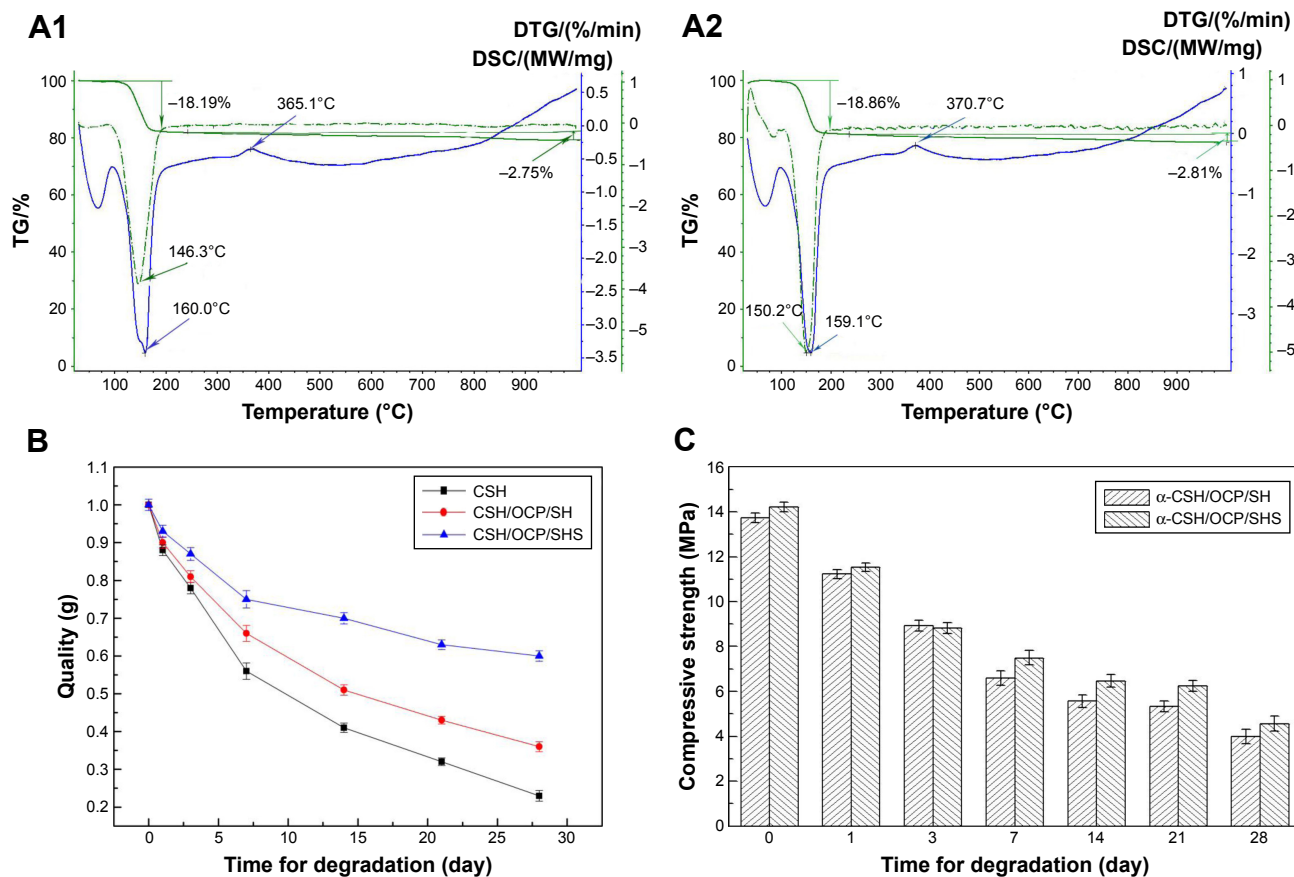 A1
DTG/(%/min)
DSC/(MW/mg)
TG/%
100
80
60
40
20
0
–18.19%
365.1°C
–2.75%
146.3°C
160.0°C
0.5
0.0
–0.5
–1.0
–1.5
–2.0
–2.5
–3.0
–3.5
0
–1
–2
–3
–4
–5
100 200 300 400 500 600 700 800 900
Temperature (°C)
A2
DTG/(%/min)
DSC/(MW/mg)
TG/%
100
80
60
40
20
0
–18.86%
370.7°C
–2.81%
150.2°C
159.1°C
1
0
–1
–2
–3
1
0
–1
–2
–3
–4
–5
100 200 300 400 500 600 700 800 900
Temperature (°C)
B
Quality (g)
1.1
1.0
0.9
0.8
0.7
0.6
0.5
0.4
0.3
0.2
CSH
CSH/OCP/SH
CSH/OCP/SHS
0 5 10 15 20 25 30
Time for degradation (day)
C
Compressive strength (MPa)
16
14
12
10
8
6
4
2
0
α-CSH/OCP/SH
α-CSH/OCP/SHS
0 1 3 7 14 21 28
Time for degradation (day)